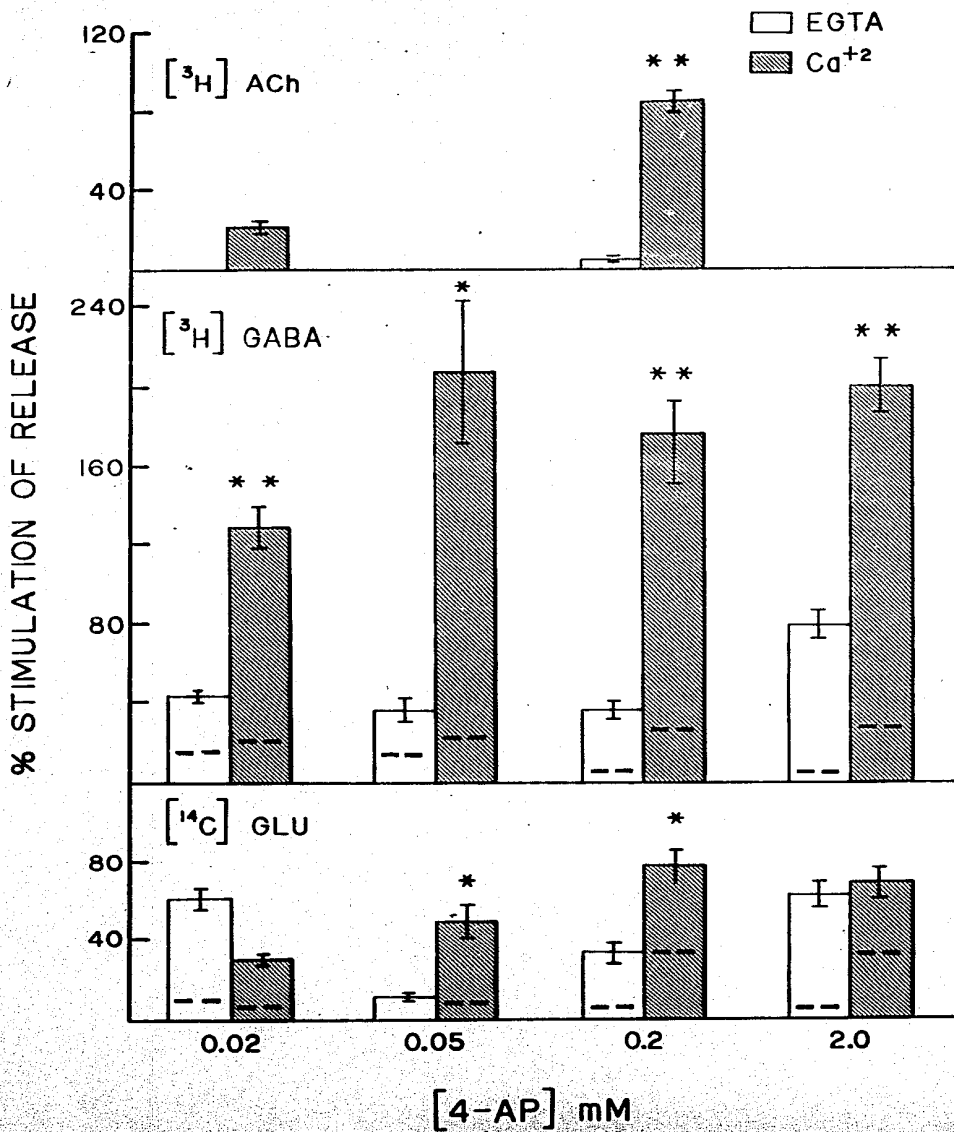 EGTA
Ca+2
120
40
[3H] ACh
* *
% STIMULATION OF RELEASE
240
160
80
[3H] GABA
* *
*
* *
* *
80
40
[14C] GLU
*
*
0.02 0.05 0.2 2.0
[4-AP] mM